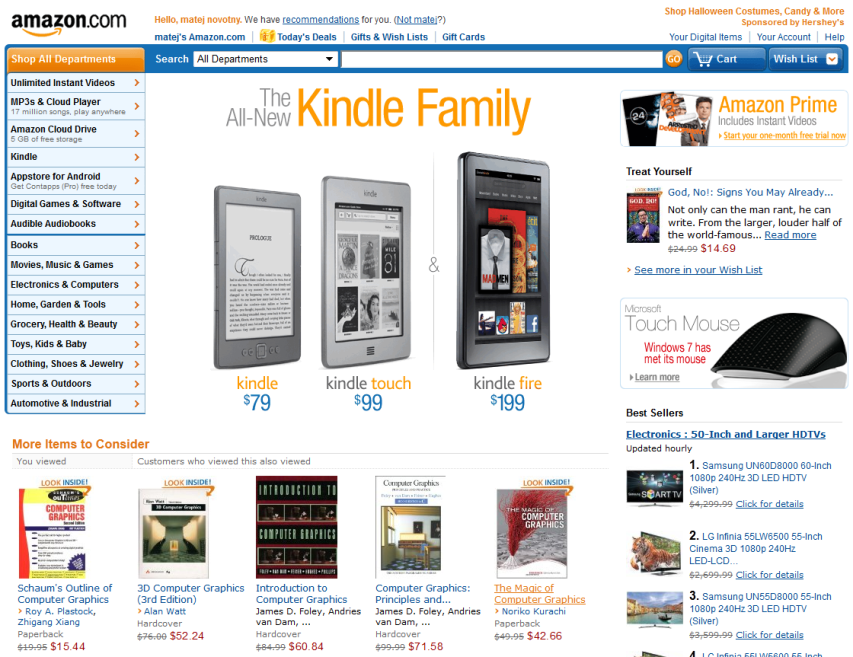 amazon.com
Hello, matej novotny. We have recommendations for you. (Not matej?)
Shop Halloween Costumes, Candy & More
Sponsored by Hershey's
matej's Amazon.com
Today's Deals
Gifts & Wish Lists
Gift Cards
Your Digital Items
Your Account
Help
Shop All Departments
Search
All Departments
GO
Cart
Wish List
Unlimited Instant Videos
MP3s & Cloud Player
17 million songs, play anywhere
Amazon Cloud Drive
5 GB of free storage
Kindle
Appstore for Android
Get Contapps (Pro) free today
Digital Games & Software
Audible Audiobooks
Books
Movies, Music & Games
Electronics & Computers
Home, Garden & Tools
Grocery, Health & Beauty
Toys, Kids & Baby
Clothing, Shoes & Jewelry
Sports & Outdoors
Automotive & Industrial
The
All-New
Kindle Family
kindle
PROLOGUE
kindle
MAD MEN
&
kindle
$79
kindle touch
$99
kindle fire
$199
24
ARRESTED
Amazon Prime
Includes Instant Videos
Start your one-month free trial now
Treat Yourself
GOD, NO!
God, No!: Signs You May Already...
Not only can the man rant, he can
write. From the larger, louder half of
the world-famous... Read more
$24.99 $14.69
See more in your Wish List
Microsoft
Touch Mouse
Windows 7 has
met its mouse
Learn more
Best Sellers
Electronics : 50-Inch and Larger HDTVs
Updated hourly
1. Samsung UN60D8000 60-Inch
1080p 240Hz 3D LED HDTV
(Silver)
$4,299.99 Click for details
2. LG Infinia 55LW6500 55-Inch
Cinema 3D 1080p 240Hz
LED-LCD...
$2,699.99 Click for details
3. Samsung UN55D8000 55-Inch
1080p 240Hz 3D LED HDTV
(Silver)
$3,599.99 Click for details
4. LG Infinia 55LW5600 55-Inch
More Items to Consider
You viewed
Customers who viewed this also viewed
LOOK INSIDE!
COMPUTER
GRAPHICS
Schaum's Outline of
Computer Graphics
Roy A. Plastock,
Zhigang Xiang
Paperback
$19.95 $15.44
LOOK INSIDE!
Alan Watt
3D Computer Graphics
3D Computer Graphics
(3rd Edition)
Alan Watt
Hardcover
$76.00 $52.24
INTRODUCTION TO
COMPUTER GRAPHICS
Introduction to
Computer Graphics
James D. Foley, Andries
van Dam, ...
Hardcover
$84.99 $60.84
Computer Graphics
Computer Graphics:
Principles and...
James D. Foley, Andries
van Dam, ...
Hardcover
$99.99 $71.58
LOOK INSIDE!
THE MAGIC OF
COMPUTER
GRAPHICS
The Magic of
Computer Graphics
Noriko Kurachi
Paperback
$49.95 $42.66